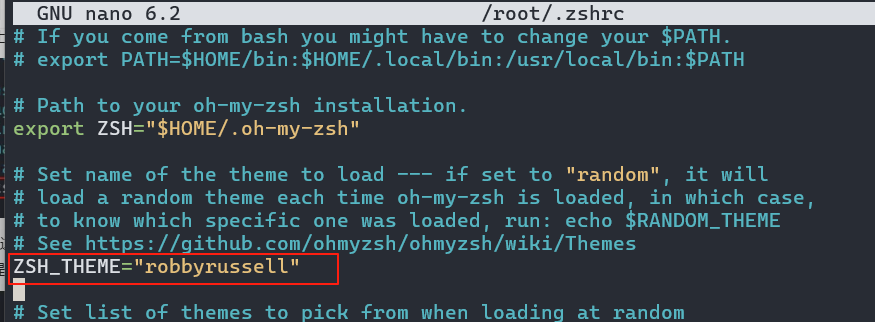 GNU nano 6.2 /root/.zshrc
# If you come from bash you might have to change your $PATH.
# export PATH=$HOME/bin:$HOME/.local/bin:/usr/local/bin:$PATH
# Path to your oh-my-zsh installation.
export ZSH="$HOME/.oh-my-zsh"
# Set name of the theme to load --- if set to "random", it will
# load a random theme each time oh-my-zsh is loaded, in which case,
# to know which specific one was loaded, run: echo $RANDOM_THEME
# See https://github.com/ohmyzsh/ohmyzsh/wiki/Themes
ZSH_THEME="robbyrussell"
# Set list of themes to pick from when loading at random